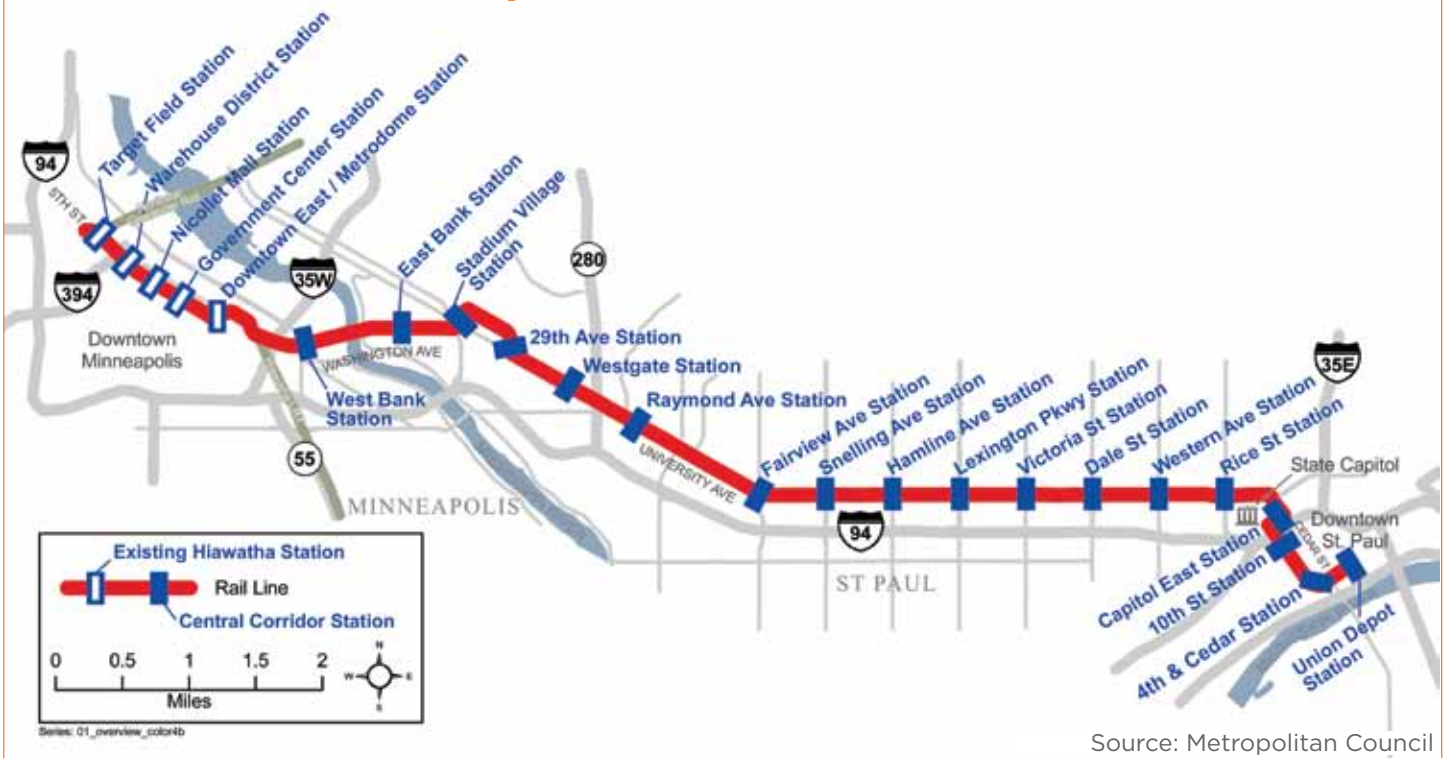 Target Field Station
Warehouse District Station
Nicollet Mall Station
Government Center Station
Downtown East / Metrodome Station
East Bank Station
Stadium Village
Station
94
5TH ST
394
35W
280
55
Downtown
Minneapolis
WASHINGTON AVE
West Bank
Station
29th Ave Station
Westgate Station
Raymond Ave Station
UNIVERSITY AVE
MINNEAPOLIS
Fairview Ave Station
Snelling Ave Station
Hamline Ave Station
Lexington Pkwy Station
Victoria St Station
Dale St Station
Western Ave Station
Rice St Station
35E
State Capitol
94
ST PAUL
CEDAR ST
Downtown
St. Paul
Capitol East Station
10th St Station
4th & Cedar Station
Union Depot
Station
Existing Hiawatha Station
Rail Line
Central Corridor Station
0 0.5 1 1.5 2
Miles
N
W E
S
Series: 01_overview_color4b
Source: Metropolitan Council